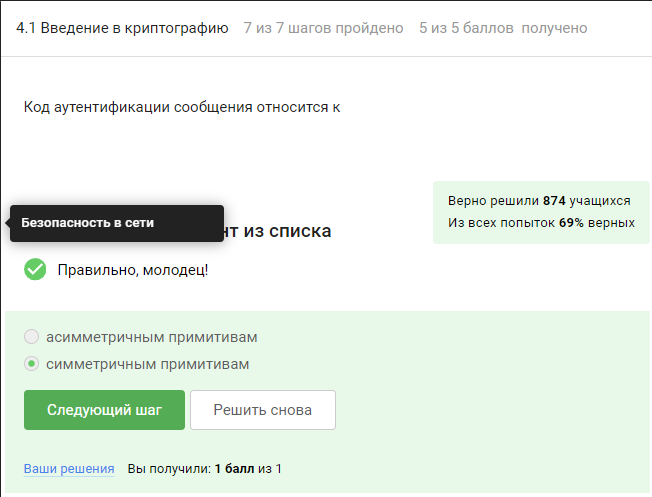 4.1 Введение в криптографию 7 из 7 шагов пройдено 5 из 5 баллов получено
Код аутентификации сообщения относится к
Верно решили 874 учащихся
Из всех попыток 69% верных
Безопасность в сети
из списка
Правильно, молодец!
асимметричным примитивам
симметричным примитивам
Следующий шаг Решить снова
Ваши решения Вы получили: 1 балл из 1